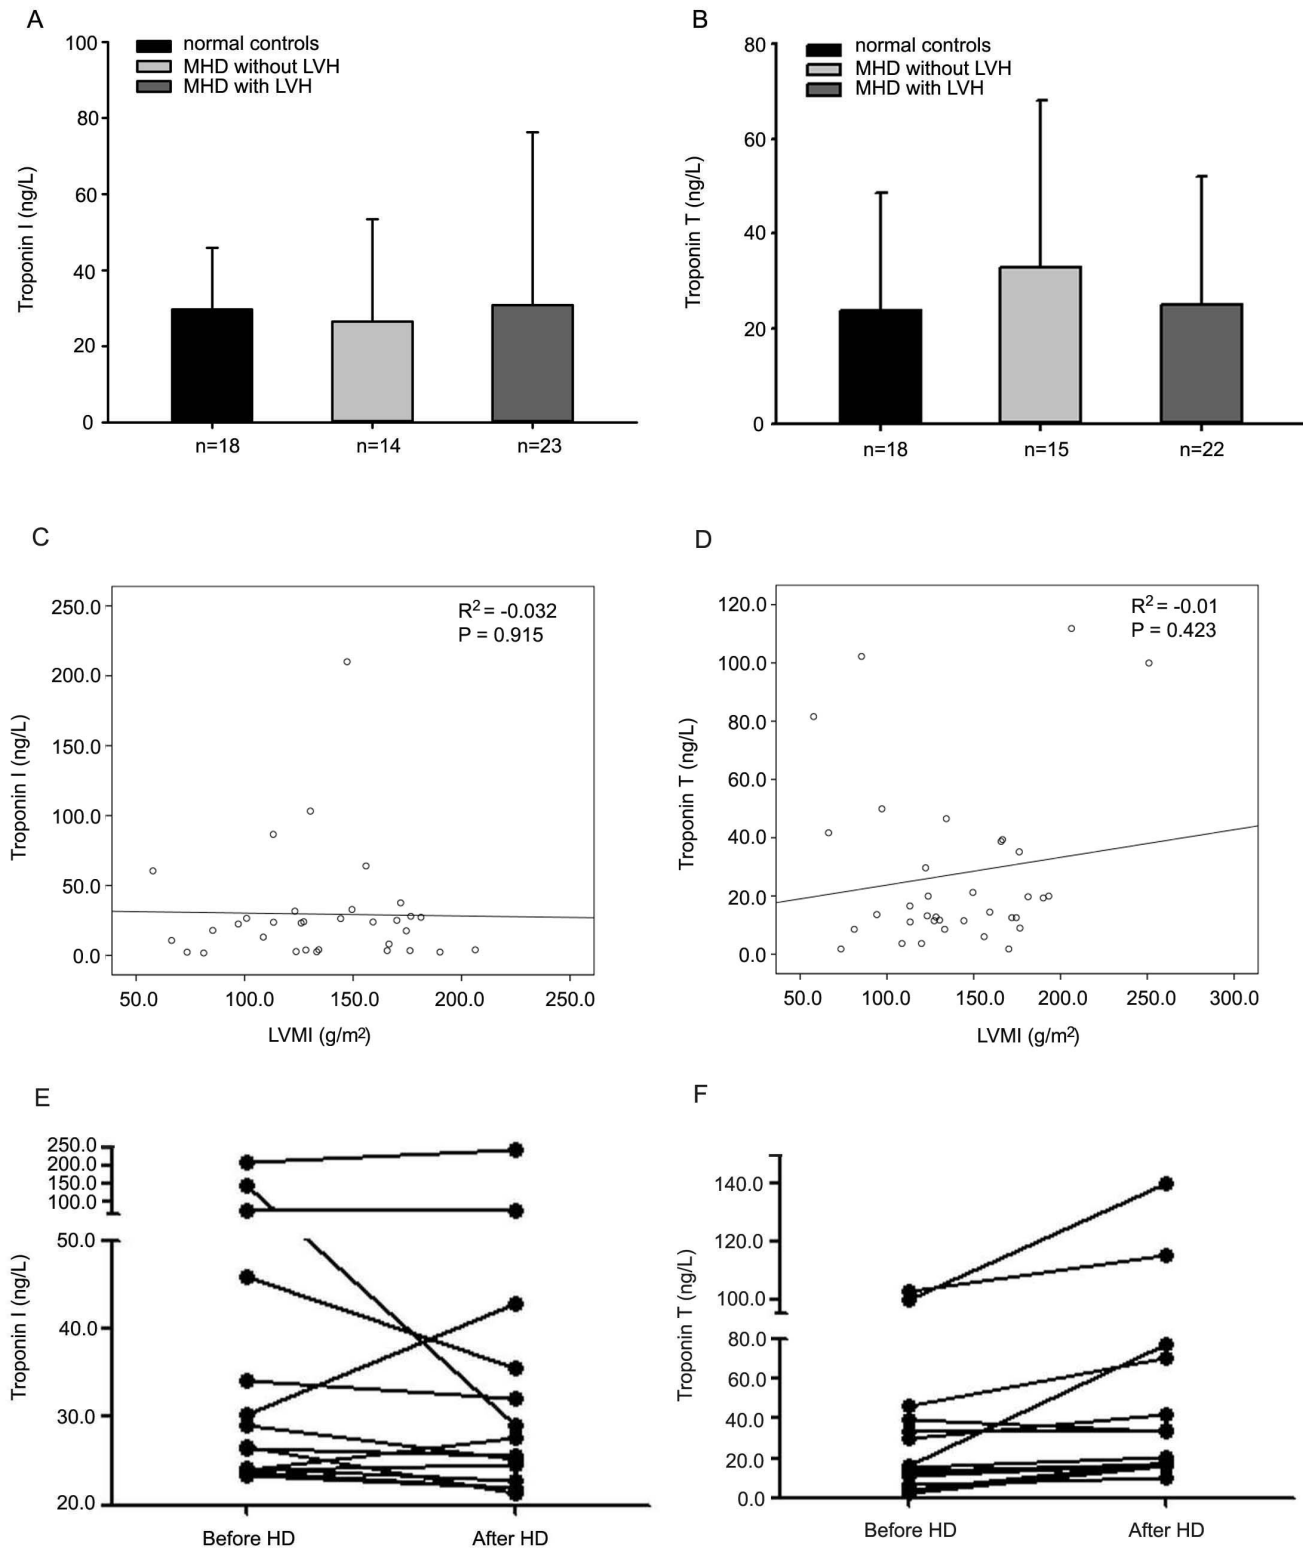 A
100
80
60
40
20
0
Troponin I (ng/L)
normal controls
MHD without LVH
MHD with LVH
n=18
n=14
n=23
B
80
60
40
20
0
Troponin T (ng/L)
normal controls
MHD without LVH
MHD with LVH
n=18
n=15
n=22
C
250.0
200.0
150.0
100.0
50.0
0.0
Troponin I (ng/L)
R² = -0.032
P = 0.915
50.0
100.0
150.0
200.0
250.0
LVMI (g/m²)
D
120.0
100.0
80.0
60.0
40.0
20.0
0.0
Troponin T (ng/L)
R² = -0.01
P = 0.423
50.0
100.0
150.0
200.0
250.0
300.0
LVMI (g/m²)
E
250.0
200.0
150.0
100.0
50.0
40.0
30.0
20.0
Troponin I (ng/L)
Before HD
After HD
F
140.0
120.0
100.0
80.0
60.0
40.0
20.0
0.0
Troponin T (ng/L)
Before HD
After HD